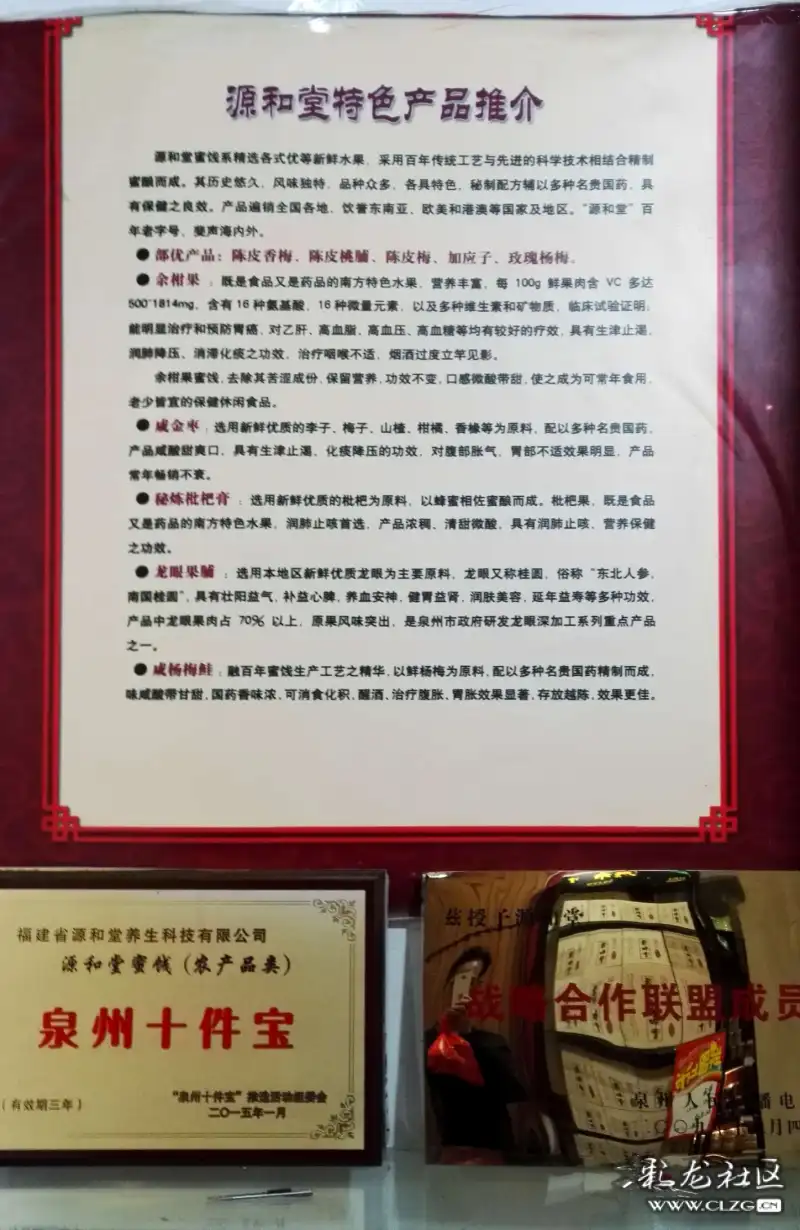 源和堂特色产品推介
源和堂蜜饯系精选各式优等新鲜水果，采用百年传统工艺与先进的科学技术相结合精制
蜜酿而成。其历史悠久，风味独特，品种众多，各具特色，秘制配方辅以多种名贵国药，具
有保健之良效。产品遍销全国各地，饮誉东南亚、欧美和港澳等国家及地区。“源和堂”百
年老字号，斐声海内外。
●部优产品：陈皮香梅、陈皮桃脯、陈皮梅、加应子、玫瑰杨梅。
●余柑果：既是食品又是药品的南方特色水果，营养丰富，每 100g 鲜果肉含 VC 多达
500~1814mg，含有 16 种氨基酸，16 种微量元素，以及多种维生素和矿物质，临床试验证明：
能明显治疗和预防胃癌，对乙肝、高血脂、高血压、高血糖等均有较好的疗效，具有生津止渴，
润肺降压、消滞化痰之功效，治疗咽喉不适，烟酒过度立竿见影。
余柑果蜜饯，去除其苦涩成份，保留营养，功效不变，口感微酸带甜，使之成为可常年食用，
老少皆宜的保健休闲食品。
●咸金枣：选用新鲜优质的李子、梅子、山楂、柑橘、香橼等为原料，配以多种名贵国药，
产品咸酸甜爽口，具有生津止渴、化痰降压的功效，对腹部胀气，胃部不适效果明显，产品
常年畅销不衰。
●秘炼枇杷膏：选用新鲜优质的枇杷为原料，以蜂蜜相佐蜜酿而成。枇杷果，既是食品
又是药品的南方特色水果，润肺止咳首选，产品浓稠、清甜微酸，具有润肺止咳、营养保健
之功效。
●龙眼果脯：选用本地区新鲜优质龙眼为主要原料，龙眼又称桂圆，俗称“东北人参，
南国桂圆”，具有壮阳益气、补益心脾、养血安神、健胃益肾、润肤美容、延年益寿等多种功效，
产品中龙眼果肉占 70% 以上，原果风味突出，是泉州市政府研发龙眼深加工系列重点产品
之一。
●咸杨梅鲑：融百年蜜饯生产工艺之精华，以鲜杨梅为原料，配以多种名贵国药精制而成，
味咸酸带甘甜，国药香味浓，可消食化积，醒酒、治疗腹胀、胃胀效果显著，存放越陈，效果更佳。
福建省源和堂养生科技有限公司
源和堂蜜饯（农产品类）
泉州十件宝
（有效期三年）
“泉州十件宝”推选活动组委会
二〇一五年一月
兹授予源和堂
战略合作联盟成员
泉州人
彩龙社区
WWW.CLZG.CN